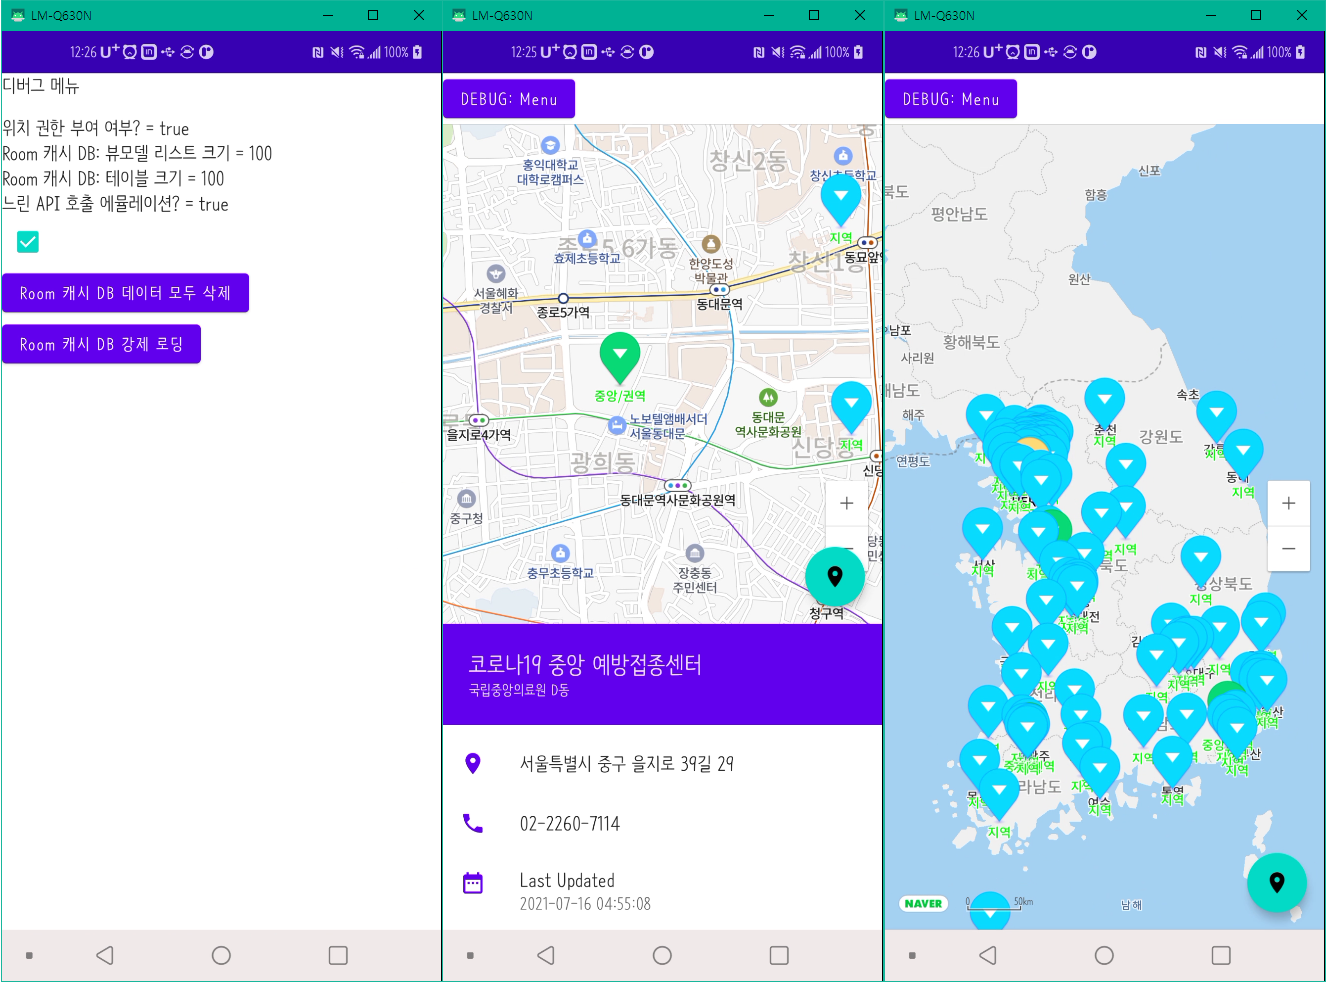 LM-Q630N
12:26 U+
100%
디버그 메뉴
위치 권한 부여 여부? = true
Room 캐시 DB: 뷰모델 리스트 크기 = 100
Room 캐시 DB: 테이블 크기 = 100
느린 API 호출 에뮬레이션? = true
Room 캐시 DB 데이터 모두 삭제
Room 캐시 DB 강제 로딩
LM-Q630N
12:25 U+
100%
DEBUG: Menu
창신2동
홍익대학교
대학로캠퍼스
창신초등학교
지역
종로5.6가동
효제초등학교
한양도성
박물관
창신1동
동묘앞
서울혜화
경찰서
종로5가역
동대문역
중앙/권역
노보텔앰배서더
서울동대문
동대문
역사문화공원
지역
을지로4가역
신당동
광희동
신당
동대문역사문화공원역
중구청
충무초등학교
장충동
주민센터
청구역
코로나19 중앙 예방접종센터
국립중앙의료원 D동
서울특별시 중구 을지로 39길 29
02-2260-7114
Last Updated
2021-07-16 04:55:08
LM-Q630N
12:26 U+
100%
DEBUG: Menu
신포
함흥
북도
평안남도
원산
남포
황해북도
사리원
해남도
해주
속초
춘천
지역
강원도
연평도
지역
지역
서산
지역
북도
경상북도
지역
대전
지역
지역
지역
라남도
여수
지역
통영
지역
지역
지역
NAVER
0
50km
남해